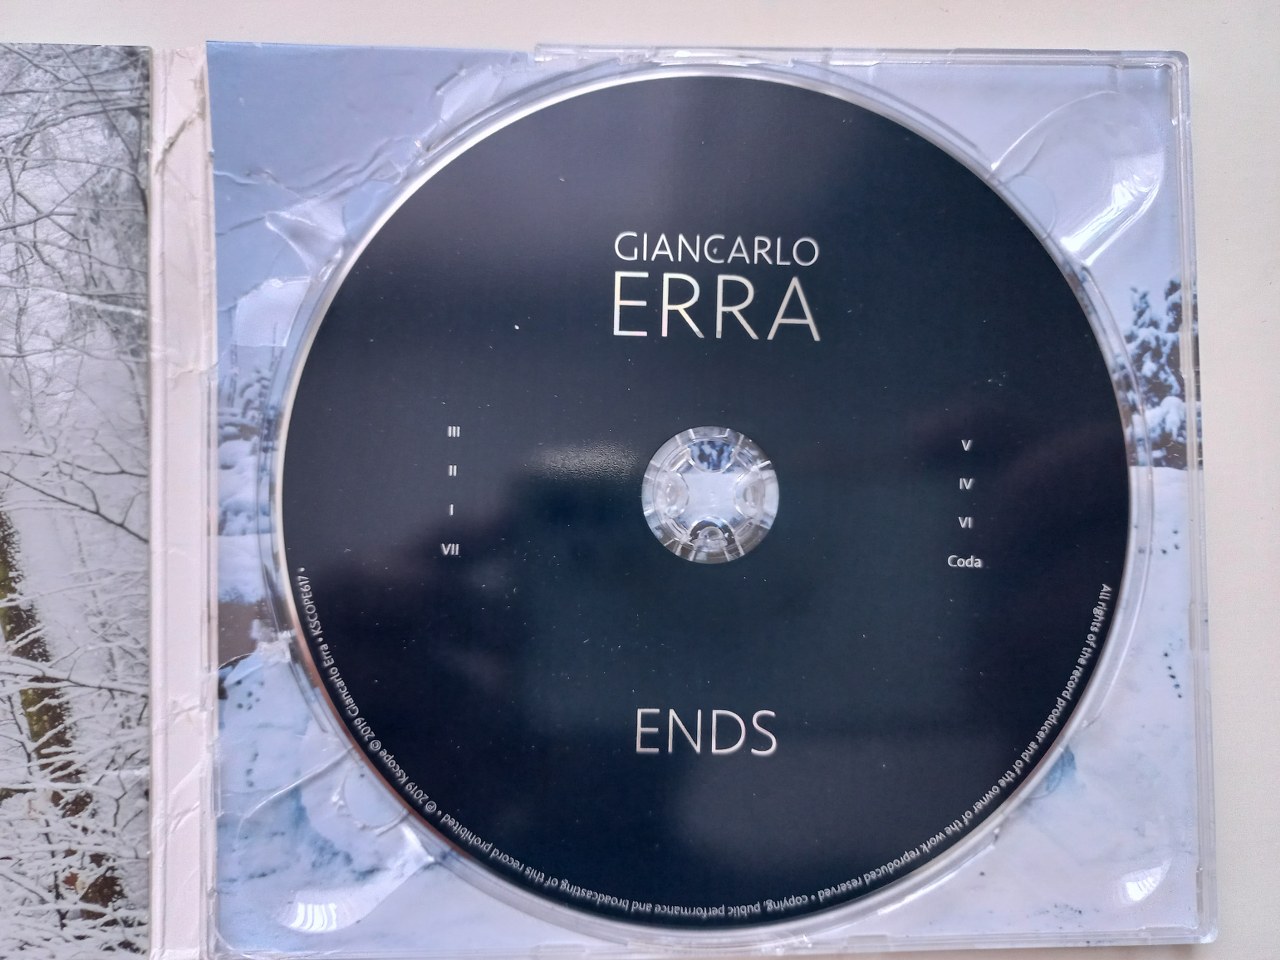 GIANCARLO
ERRA
III
II
I
VII
V
IV
VI
Coda
ENDS
All rights of the record producer and of the owner of the work reproduced reserved • copying, public performance and broadcasting of this record prohibited • ℗ 2019 Kscope © 2019 Giancarlo Erra • KSCOPE617 •